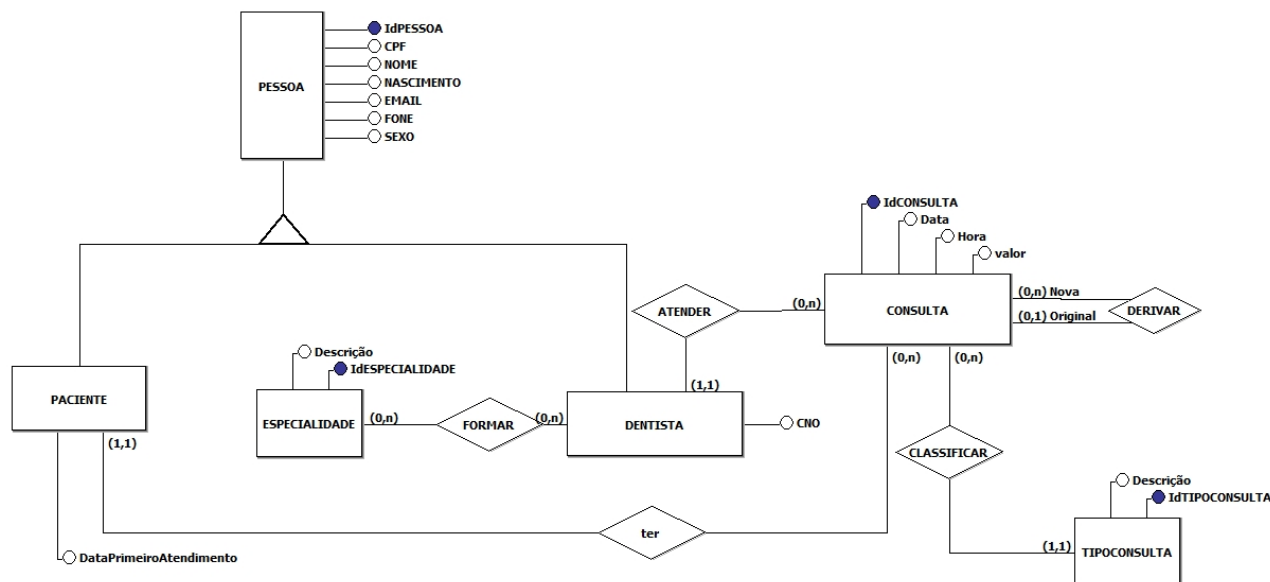 IdPESSOA
CPF
NOME
NASCIMENTO
PESSOA
EMAIL
FONE
SEXO
IdCONSULTA
Data
Hora
valor
(0,n) Nova
ATENDER
(0,n)
CONSULTA
DERIVAR
(0,1) Original
Descrição
IdESPECIALIDADE
(0,n)
(0,n)
(1,1)
PACIENTE
(0,n)
(0,n)
CNO
ESPECIALIDADE
FORMAR
DENTISTA
(1,1)
CLASSIFICAR
Descrição
IdTIPOCONSULTA
ter
(1,1)
TIPOCONSULTA
DataPrimeiroAtendimento